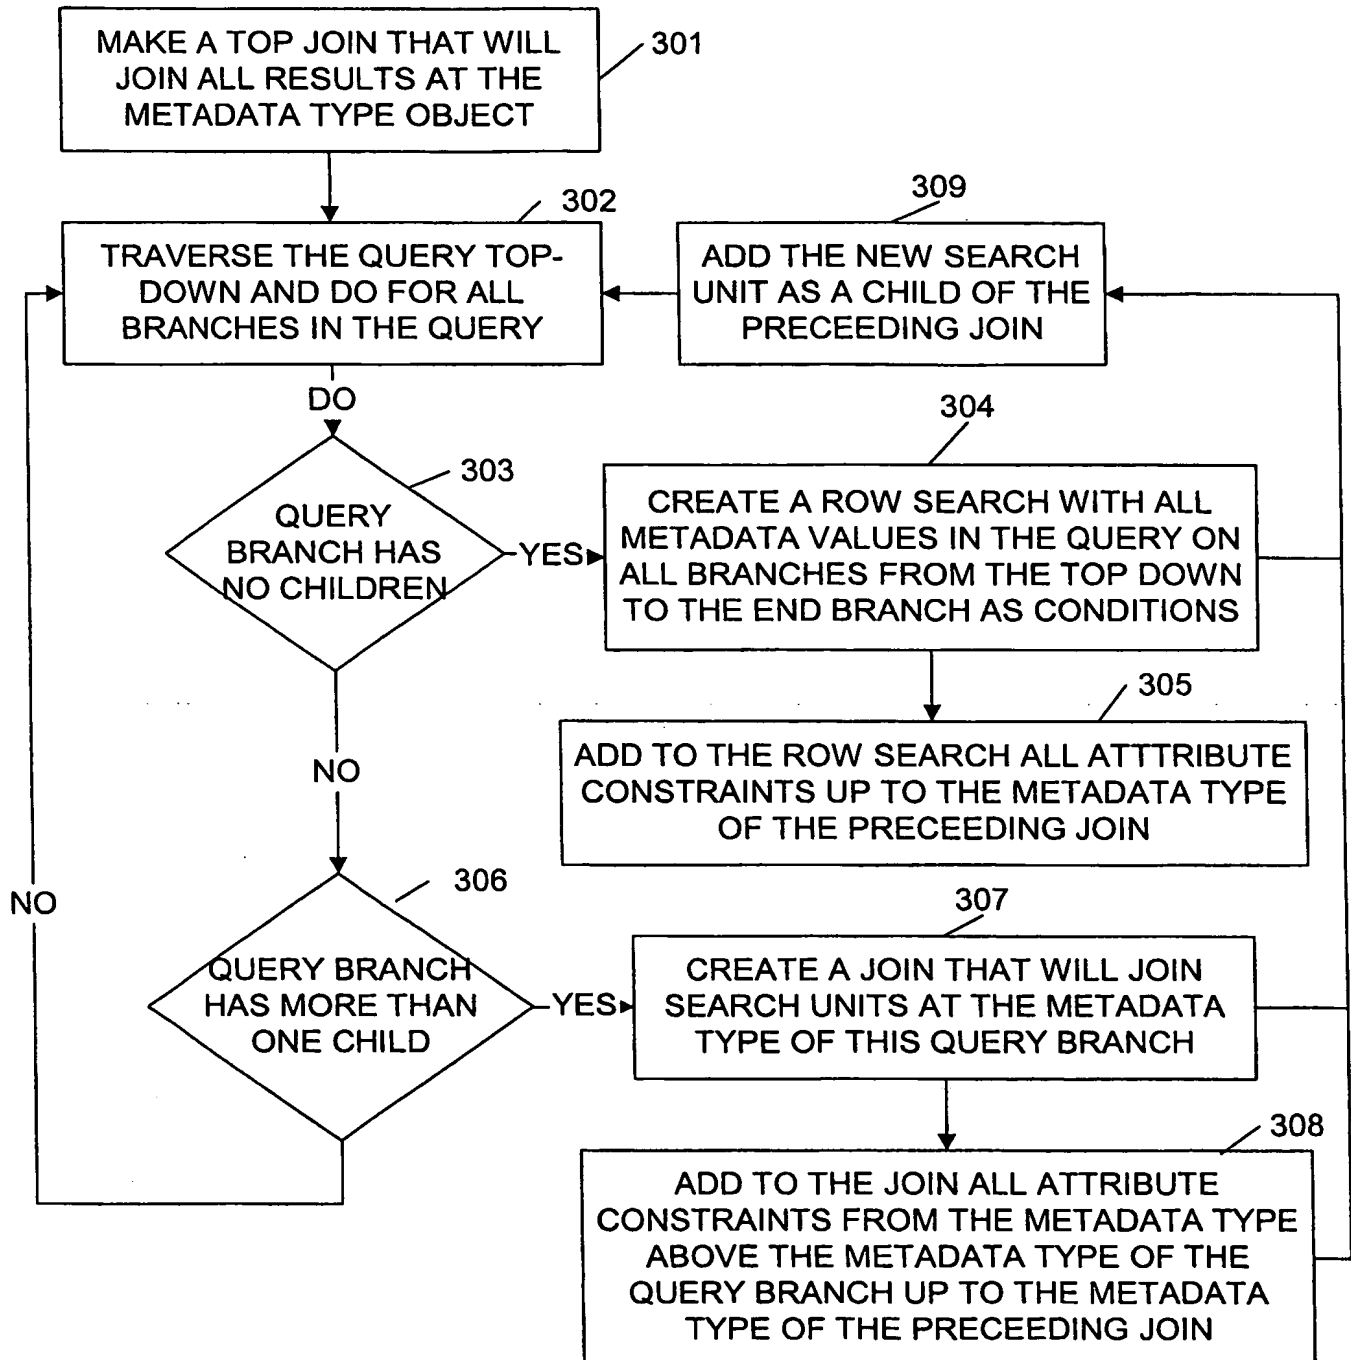 MAKE A TOP JOIN THAT WILL
JOIN ALL RESULTS AT THE
METADATA TYPE OBJECT
301
302
TRAVERSE THE QUERY TOP-
DOWN AND DO FOR ALL
BRANCHES IN THE QUERY
309
ADD THE NEW SEARCH
UNIT AS A CHILD OF THE
PRECEEDING JOIN
DO
303
QUERY
BRANCH HAS
NO CHILDREN
YES
304
CREATE A ROW SEARCH WITH ALL
METADATA VALUES IN THE QUERY ON
ALL BRANCHES FROM THE TOP DOWN
TO THE END BRANCH AS CONDITIONS
305
ADD TO THE ROW SEARCH ALL ATTTRIBUTE
CONSTRAINTS UP TO THE METADATA TYPE
OF THE PRECEEDING JOIN
NO
NO
306
QUERY BRANCH
HAS MORE THAN
ONE CHILD
YES
307
CREATE A JOIN THAT WILL JOIN
SEARCH UNITS AT THE METADATA
TYPE OF THIS QUERY BRANCH
308
ADD TO THE JOIN ALL ATTRIBUTE
CONSTRAINTS FROM THE METADATA TYPE
ABOVE THE METADATA TYPE OF THE
QUERY BRANCH UP TO THE METADATA
TYPE OF THE PRECEEDING JOIN